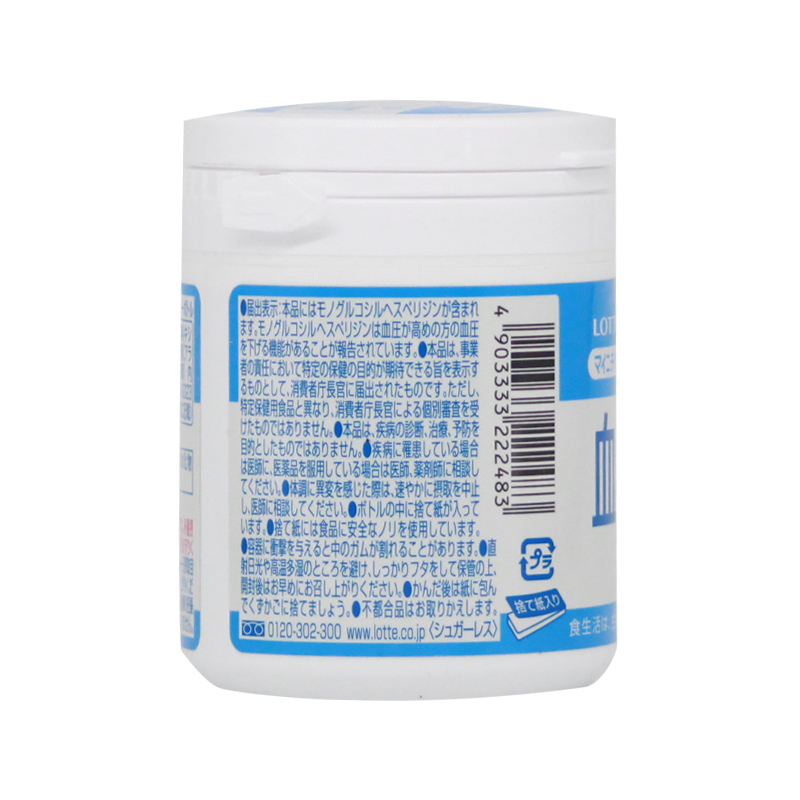 ●届出表示:本品にはモノグルコシルヘスペリジンが含まれ
ます。モノグルコシルヘスペリジンは血圧が高めの方の血圧
を下げる機能があることが報告されています。●本品は、事業
者の責任において特定の保健の目的が期待できる旨を表示す
るものとして、消費者庁長官に届出されたものです。ただし、
特定保健用食品と異なり、消費者庁長官による個別審査を受
けたものではありません。●本品は、疾病の診断、治療、予防を
目的としたものではありません。●疾病に罹患している場合
は医師に、医薬品を服用している場合は医師、薬剤師に相談し
てください。●体調に異変を感じた際は、速やかに摂取を中止
し、医師に相談してください。●ボトルの中に捨て紙が入って
います。●捨て紙には食品に安全なノリを使用しています。
●容器に衝撃を与えると中のガムが割れることがあります。●直
射日光や高温多湿のところを避け、しっかりフタをして保管の上、
開封後はお早めにお召し上がりください。●かんだ後は紙に包ん
でくずかごに捨てましょう。●不都合品はお取りかえします。
0120-302-300 www.lotte.co.jp 〈シュガーレス〉
4 903333 222483
プラ
捨て紙入り
LOTT
マイニチ
食生活は、